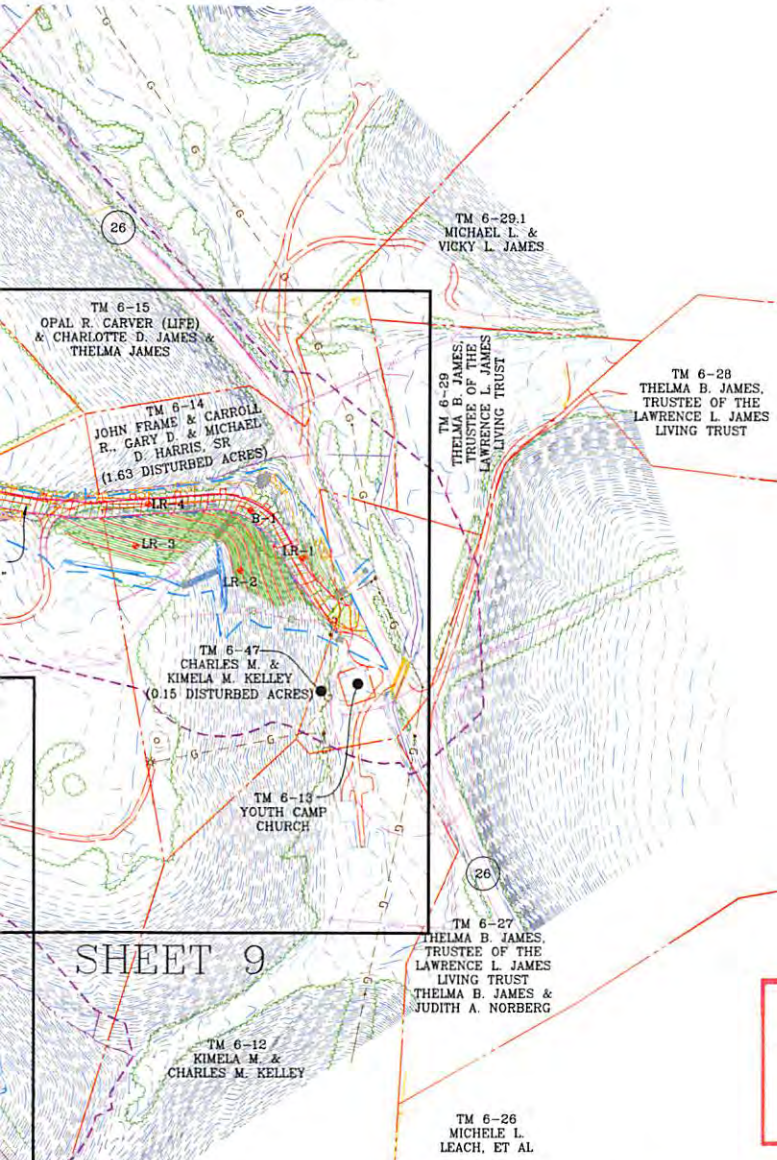 26
TM 6-29.1
MICHAEL L. &
VICKY L. JAMES
TM 6-15
OPAL R. CARVER (LIFE)
& CHARLOTTE D. JAMES &
THELMA JAMES
TM 6-29
THELMA B. JAMES,
TRUSTEE OF THE
LAWRENCE L. JAMES
LIVING TRUST
TM 6-28
THELMA B. JAMES,
TRUSTEE OF THE
LAWRENCE L. JAMES
LIVING TRUST
TM 6-14
JOHN FRAME & CARROLL
R., GARY D. & MICHAEL
D. HARRIS, SR
(1.63 DISTURBED ACRES)
LR-4
B-1
LR-3
LR-1
LR-2
TM 6-47
CHARLES M. &
KIMELA M. KELLEY
(0.15 DISTURBED ACRES)
TM 6-13
YOUTH CAMP
CHURCH
G
G
G
G
G
G
G
26
SHEET 9
TM 6-27
THELMA B. JAMES,
TRUSTEE OF THE
LAWRENCE L. JAMES
LIVING TRUST
THELMA B. JAMES &
JUDITH A. NORBERG
TM 6-12
KIMELA M. &
CHARLES M. KELLEY
TM 6-26
MICHELE L.
LEACH, ET AL